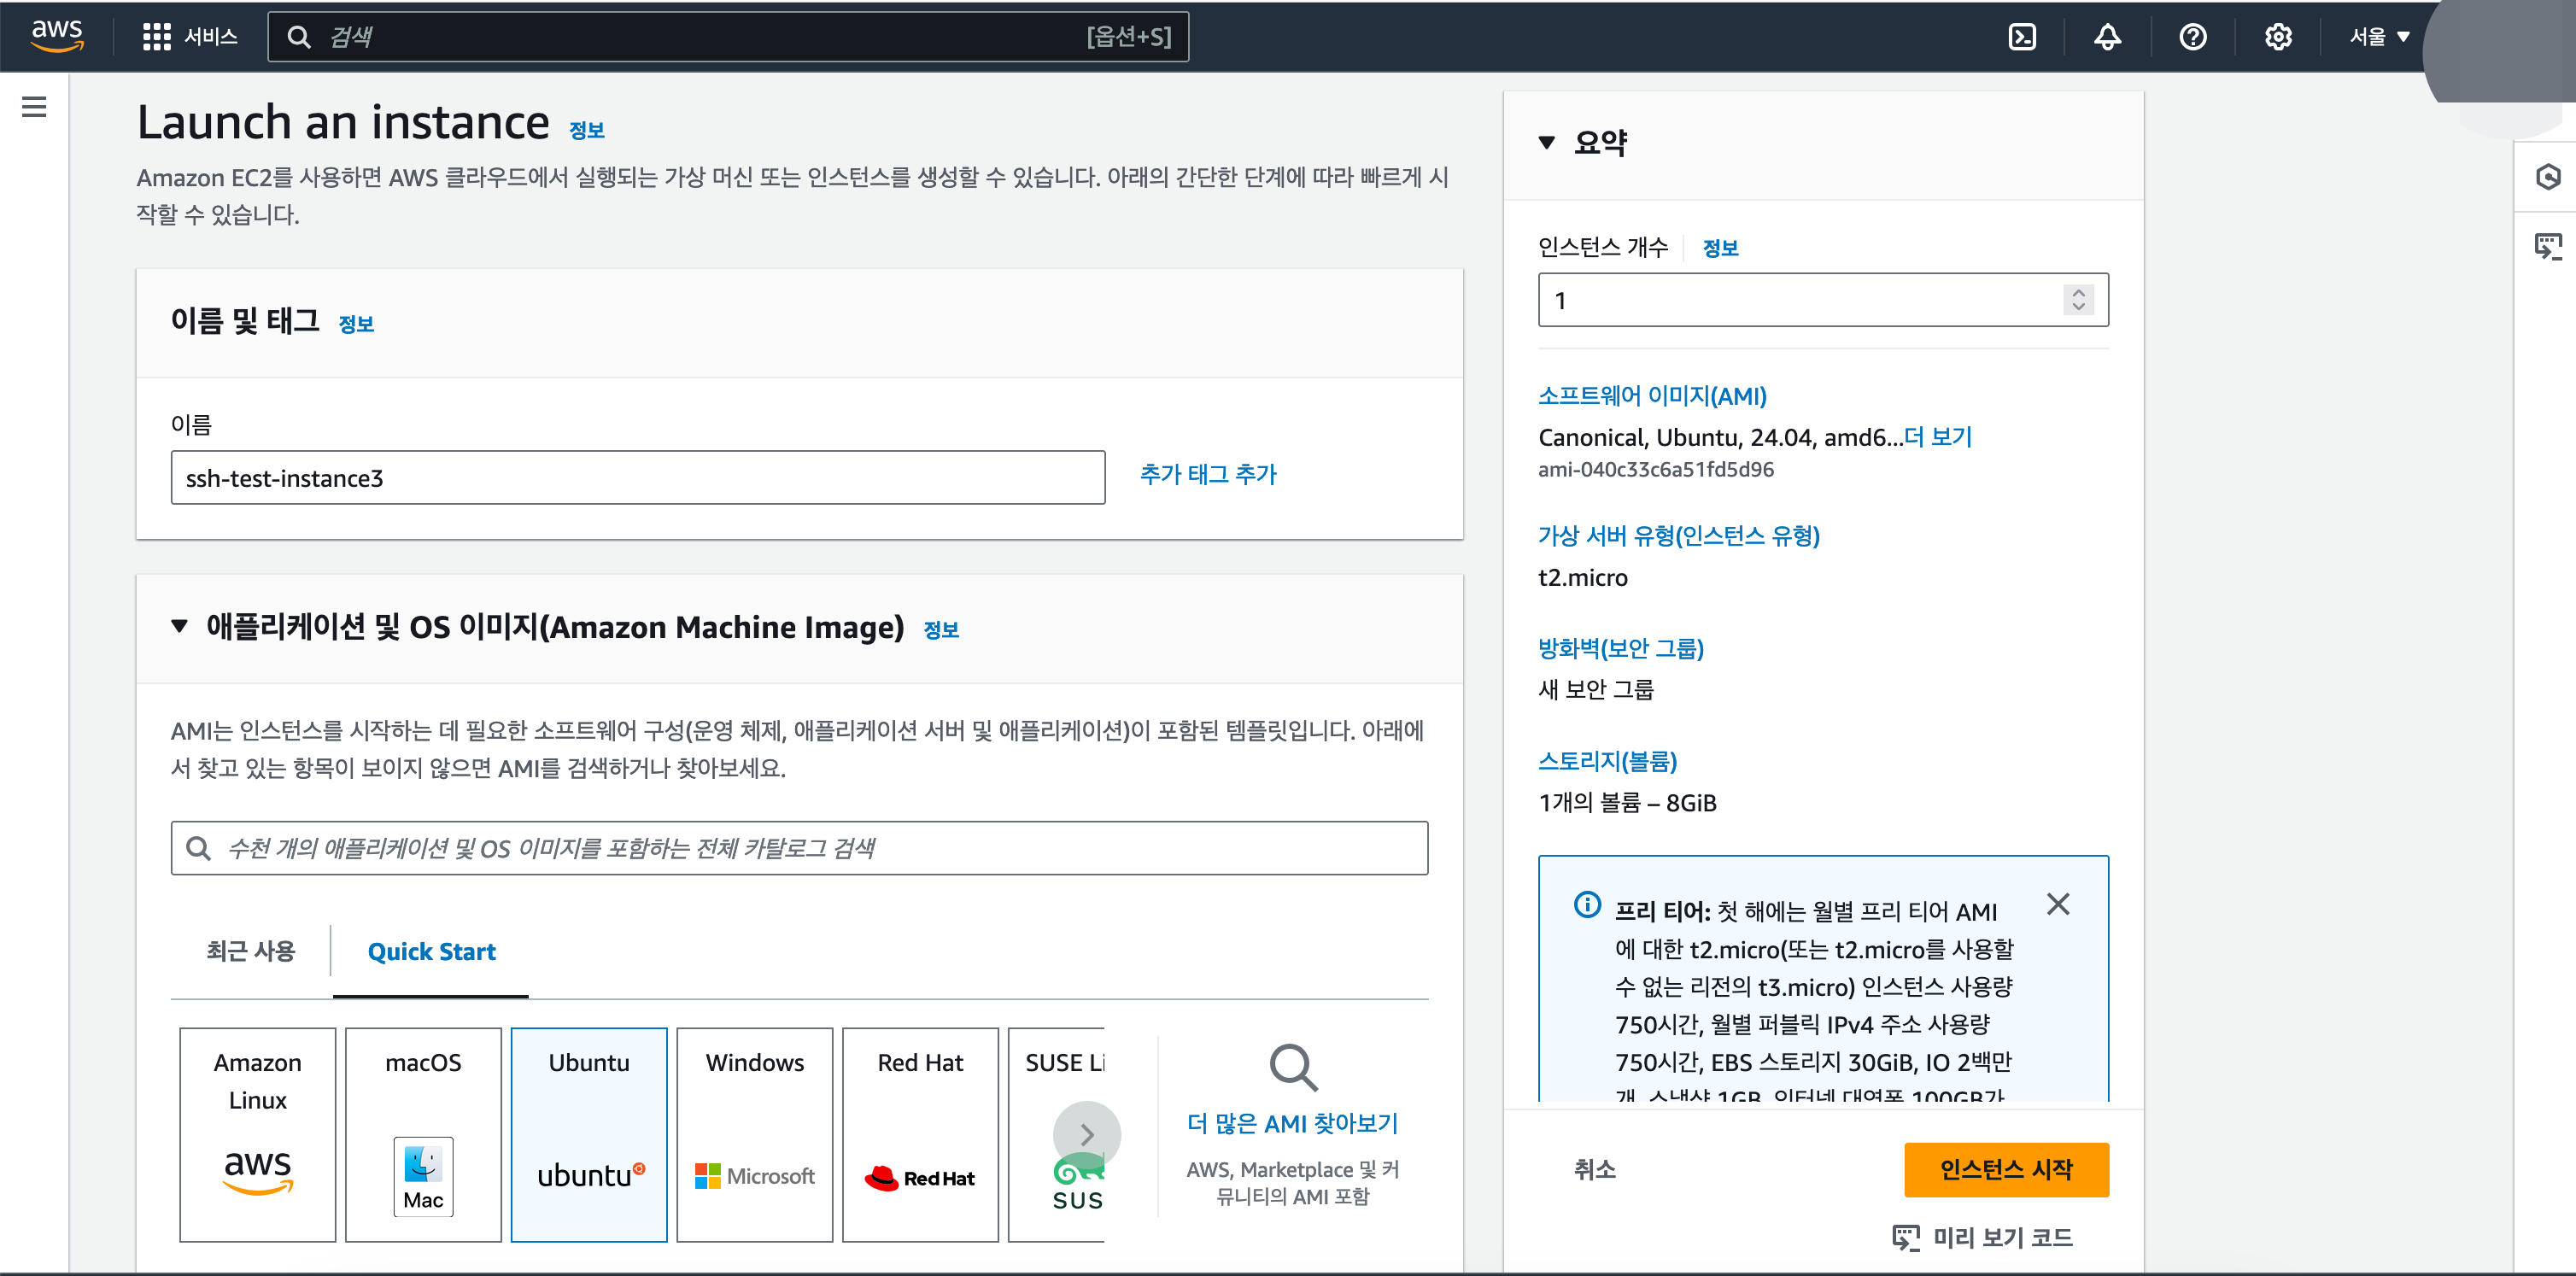 aws
서비스
검색
[옵션+S]
서울
Launch an instance 정보
Amazon EC2를 사용하면 AWS 클라우드에서 실행되는 가상 머신 또는 인스턴스를 생성할 수 있습니다. 아래의 간단한 단계에 따라 빠르게 시
작할 수 있습니다.
이름 및 태그 정보
이름
ssh-test-instance3
추가 태그 추가
애플리케이션 및 OS 이미지(Amazon Machine Image) 정보
AMI는 인스턴스를 시작하는 데 필요한 소프트웨어 구성(운영 체제, 애플리케이션 서버 및 애플리케이션)이 포함된 템플릿입니다. 아래에
서 찾고 있는 항목이 보이지 않으면 AMI를 검색하거나 찾아보세요.
수천 개의 애플리케이션 및 OS 이미지를 포함하는 전체 카탈로그 검색
최근 사용
Quick Start
Amazon
Linux
aws
macOS
Mac
Ubuntu
ubuntu
Windows
Microsoft
Red Hat
Red Hat
SUSE Li
SUS
더 많은 AMI 찾아보기
AWS, Marketplace 및 커
뮤니티의 AMI 포함
요약
인스턴스 개수
정보
1
소프트웨어 이미지(AMI)
Canonical, Ubuntu, 24.04, amd6...더 보기
ami-040c33c6a51fd5d96
가상 서버 유형(인스턴스 유형)
t2.micro
방화벽(보안 그룹)
새 보안 그룹
스토리지(볼륨)
1개의 볼륨 – 8GiB
프리 티어: 첫 해에는 월별 프리 티어 AMI
에 대한 t2.micro(또는 t2.micro를 사용할
수 없는 리전의 t3.micro) 인스턴스 사용량
750시간, 월별 퍼블릭 IPv4 주소 사용량
750시간, EBS 스토리지 30GiB, IO 2백만
개, 스냅샷 1GB, 인터넷 대역폭 100GB가
취소
인스턴스 시작
미리 보기 코드